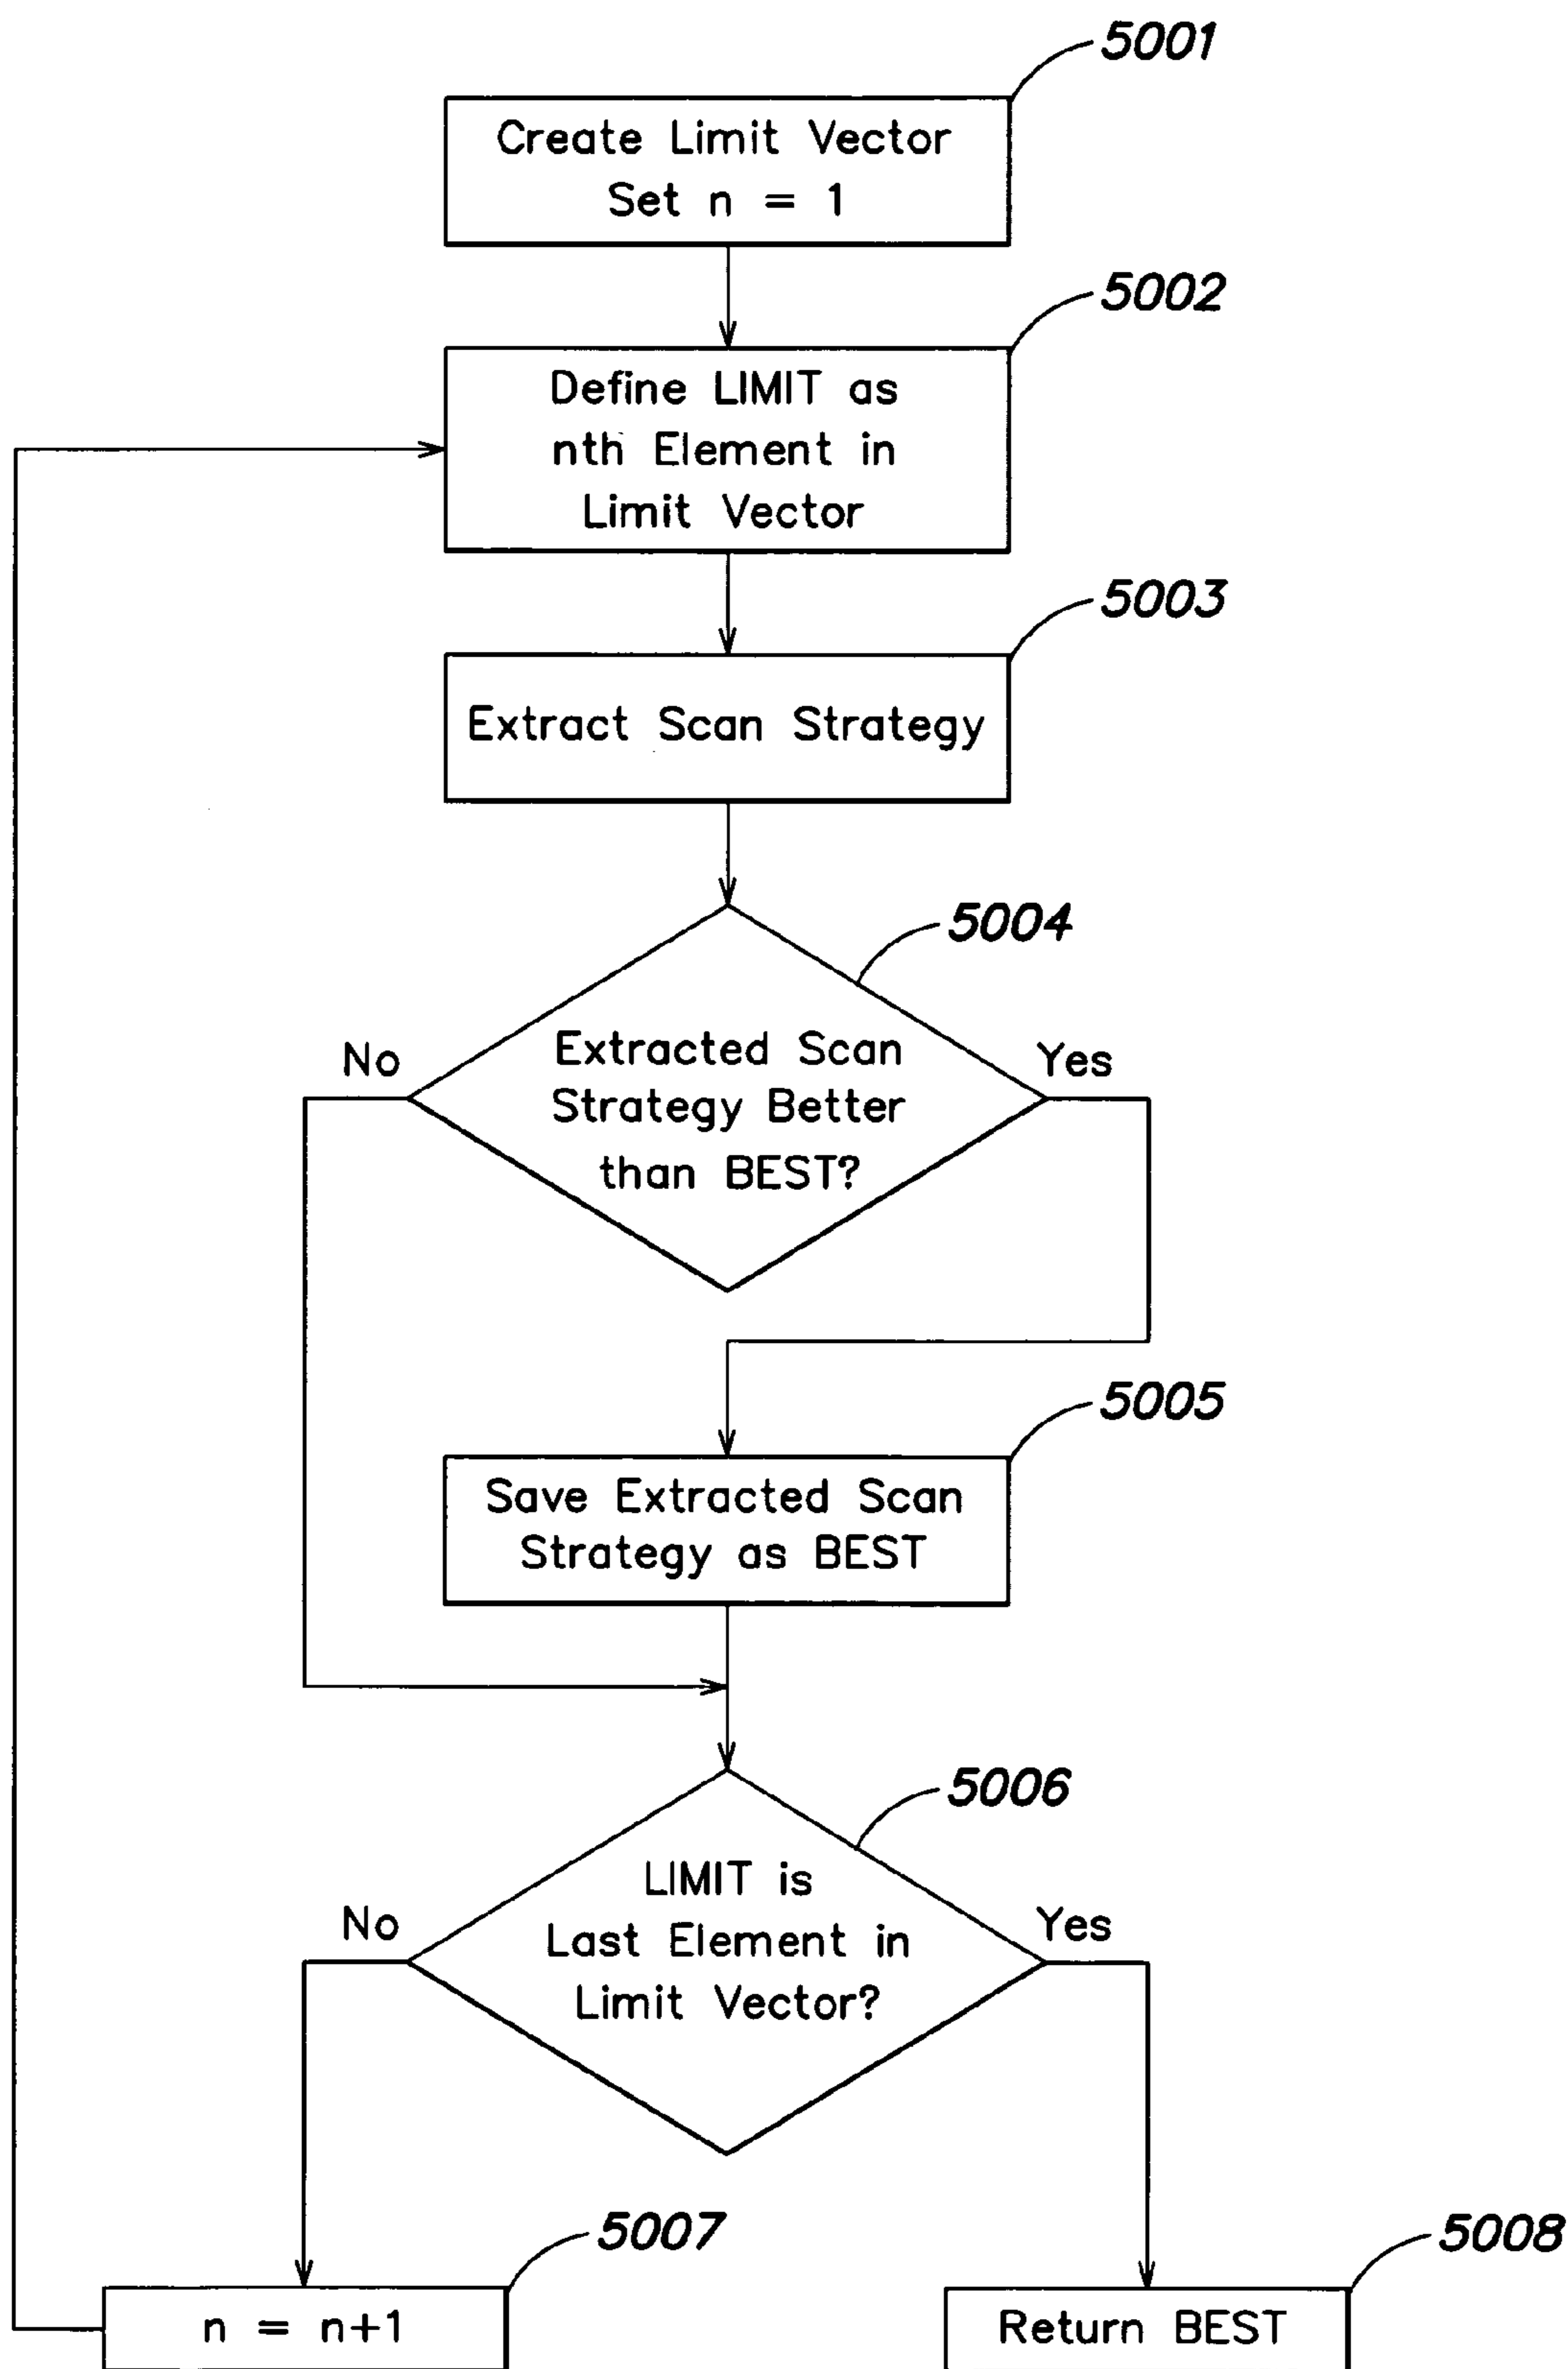 5001
Create Limit Vector
Set n = 1
5002
Define LIMIT as
nth Element in
Limit Vector
5003
Extract Scan Strategy
5004
No
Yes
Extracted Scan
Strategy Better
than BEST?
5005
Save Extracted Scan
Strategy as BEST
5006
No
Yes
LIMIT is
Last Element in
Limit Vector?
5007
n = n+1
5008
Return BEST